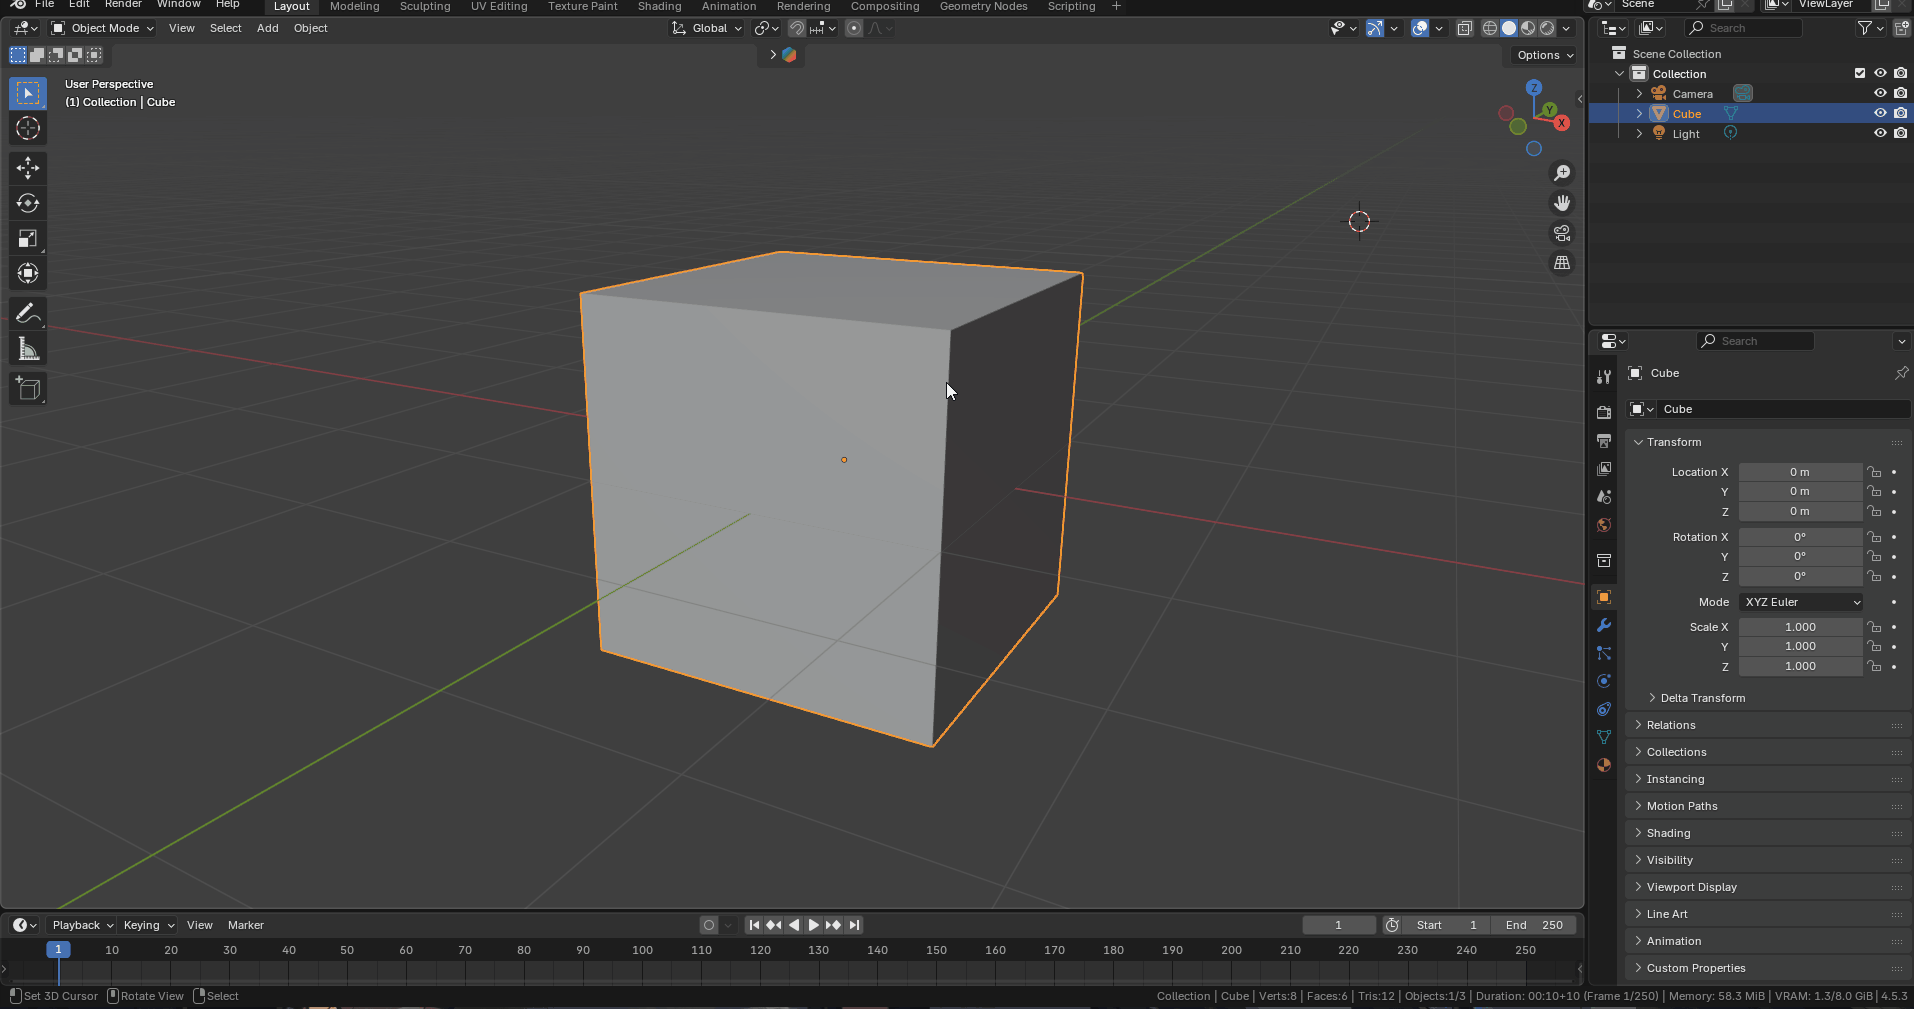 File Edit Render Window Help Layout Modeling Sculpting UV Editing Texture Paint Shading Animation Rendering Compositing Geometry Nodes Scripting + Scene ViewLayer
Object Mode View Select Add Object Global Search
Options
User Perspective
(1) Collection | Cube
Z
Y
X
Scene Collection
Collection
Camera
Cube
Light
Search
Cube
Cube
Transform
Location X 0 m
Y 0 m
Z 0 m
Rotation X 0°
Y 0°
Z 0°
Mode XYZ Euler
Scale X 1.000
Y 1.000
Z 1.000
Delta Transform
Relations
Collections
Instancing
Motion Paths
Shading
Visibility
Viewport Display
Line Art
Animation
Custom Properties
Playback Keying View Marker 1 Start 1 End 250
1 10 20 30 40 50 60 70 80 90 100 110 120 130 140 150 160 170 180 190 200 210 220 230 240 250
Set 3D Cursor Rotate View Select Collection | Cube | Verts:8 | Faces:6 | Tris:12 | Objects:1/3 | Duration: 00:10+10 (Frame 1/250) | Memory: 58.3 MiB | VRAM: 1.3/8.0 GiB | 4.5.3